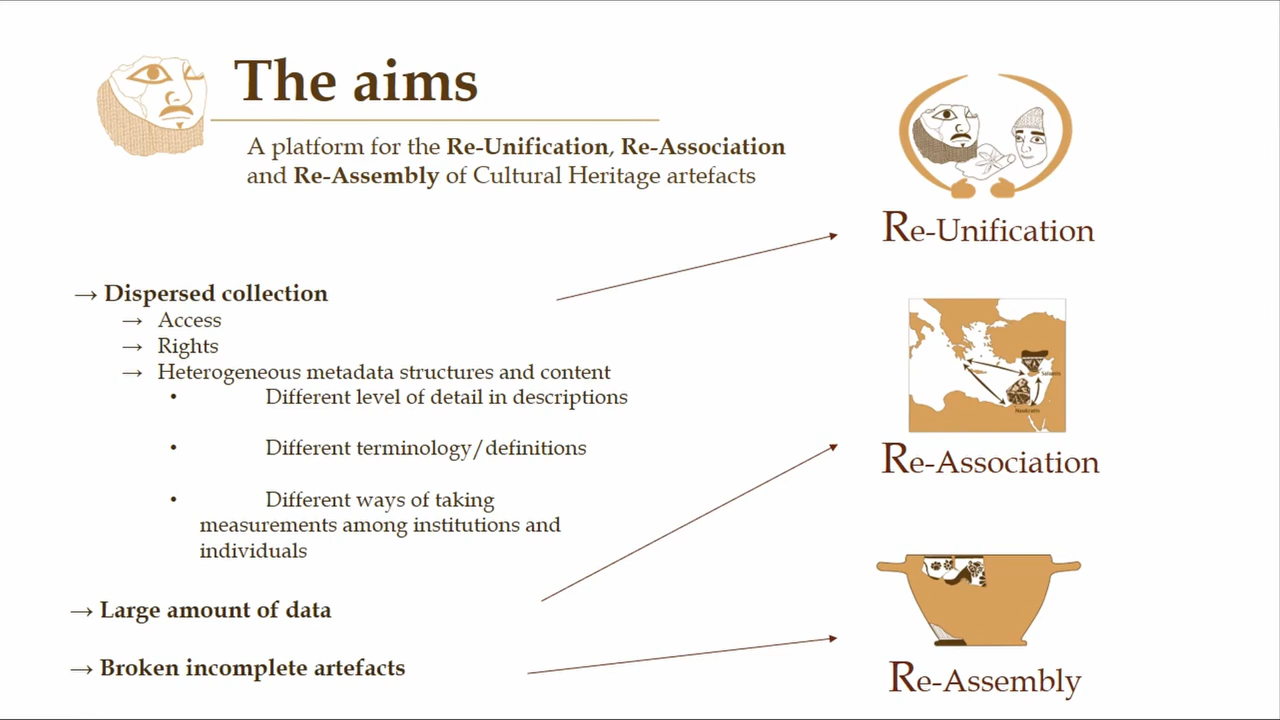 The aims
A platform for the Re-Unification, Re-Association
and Re-Assembly of Cultural Heritage artefacts
→ Dispersed collection
→ Access
→ Rights
→ Heterogeneous metadata structures and content
• Different level of detail in descriptions
• Different terminology/definitions
• Different ways of taking
measurements among institutions and
individuals
→ Large amount of data
→ Broken incomplete artefacts
Re-Unification
Salamis
Naukratis
Re-Association
Re-Assembly